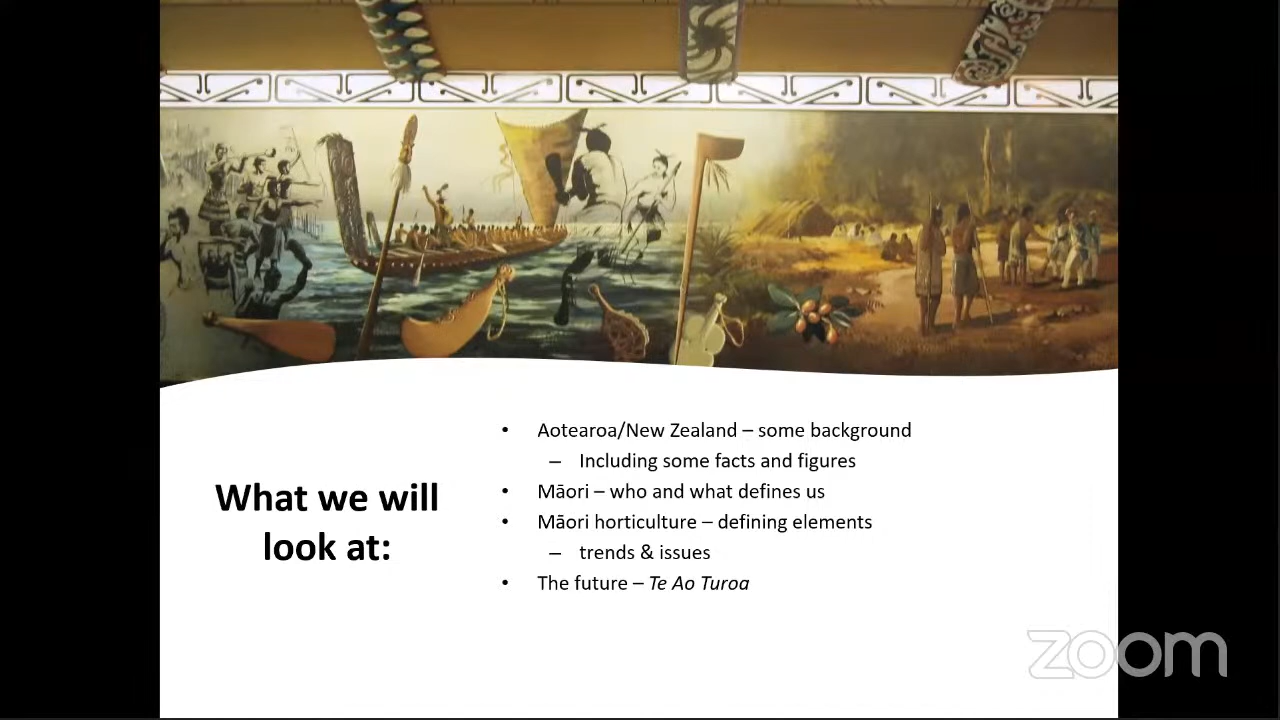 What we will
look at:
• Aotearoa/New Zealand – some background
– Including some facts and figures
• Māori – who and what defines us
• Māori horticulture – defining elements
– trends & issues
• The future – Te Ao Turoa
zoom